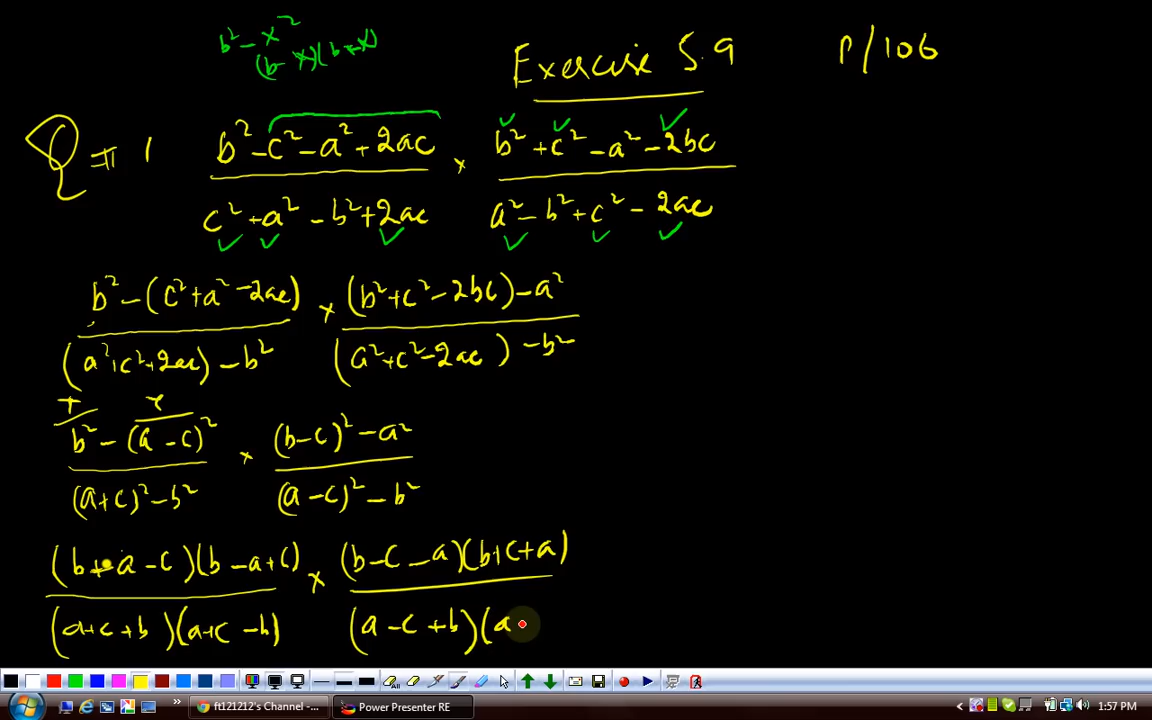 b² - x²
(b - x)(b + x)
Exercise 5.9 P/106
Q # 1 b² - c² - a² + 2ac / c² + a² - b² + 2ac × b² + c² - a² - 2bc / a² - b² + c² - 2ac
b² - (c² + a² - 2ac) / (a² + c² + 2ac) - b² × (b² + c² - 2bc) - a² / (a² + c² - 2ac) - b²
b² - (a - c)² / (a + c)² - b² × (b - c)² - a² / (a - c)² - b²
(b + a - c)(b - a + c) / (a + c + b)(a + c - b) × (b - c - a)(b + c + a) / (a - c + b)(a
ft121212's Channel - ...
Power Presenter RE
1:57 PM